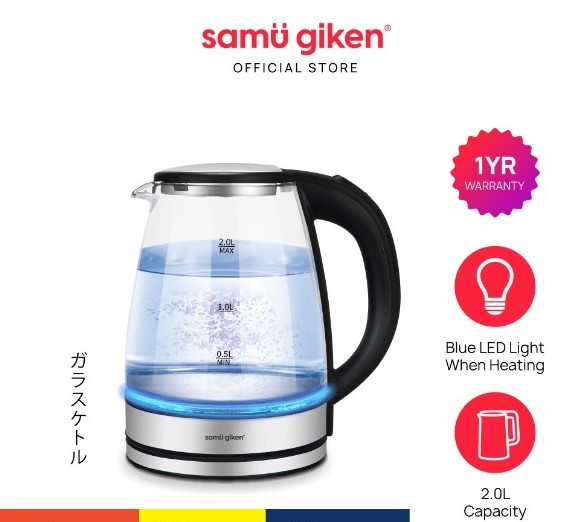 samü giken®
OFFICIAL STORE
1YR
WARRANTY
2.0L
MAX
1.0L
0.5L
MIN
Blue LED Light
When Heating
ガラスケトル
samü giken®
2.0L
Capacity